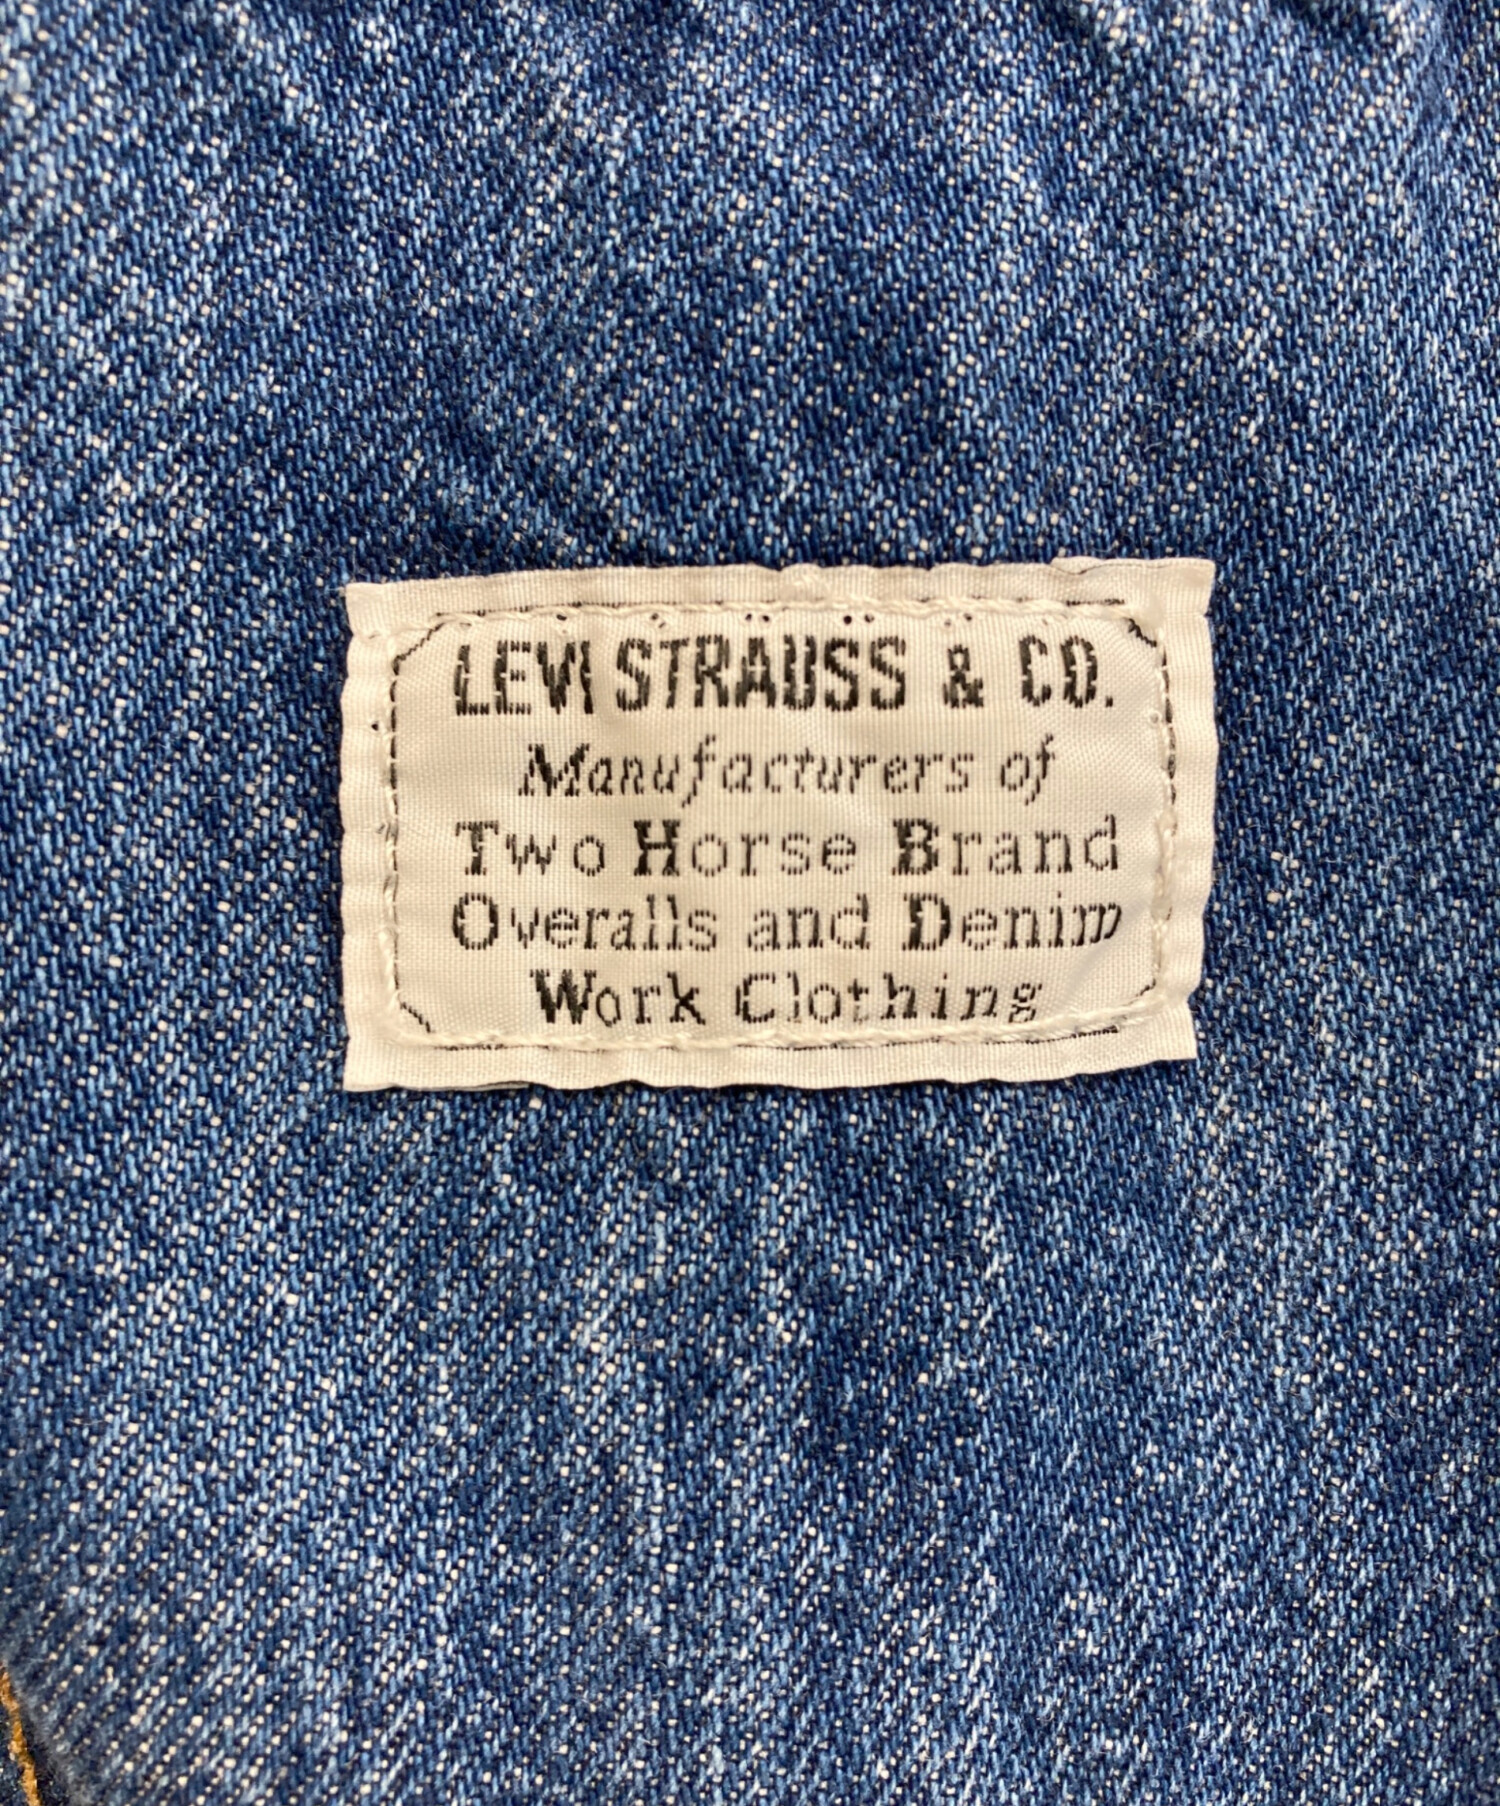 LEVI STRAUSS & CO.
Manufacturers of
Two Horse Brand
Overalls and Denim
Work Clothing